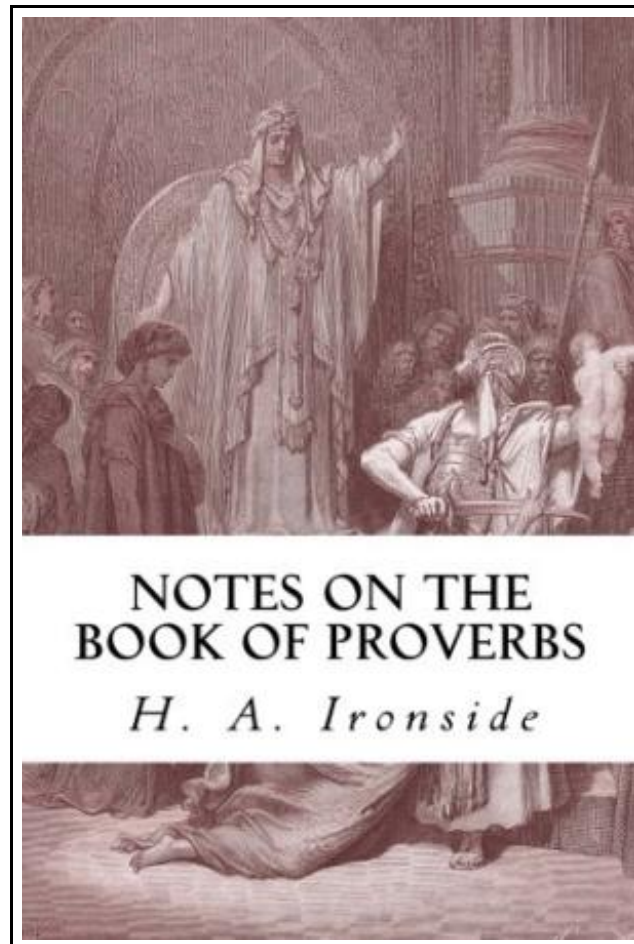 NOTES ON THE
BOOK OF PROVERBS
H. A. Ironside